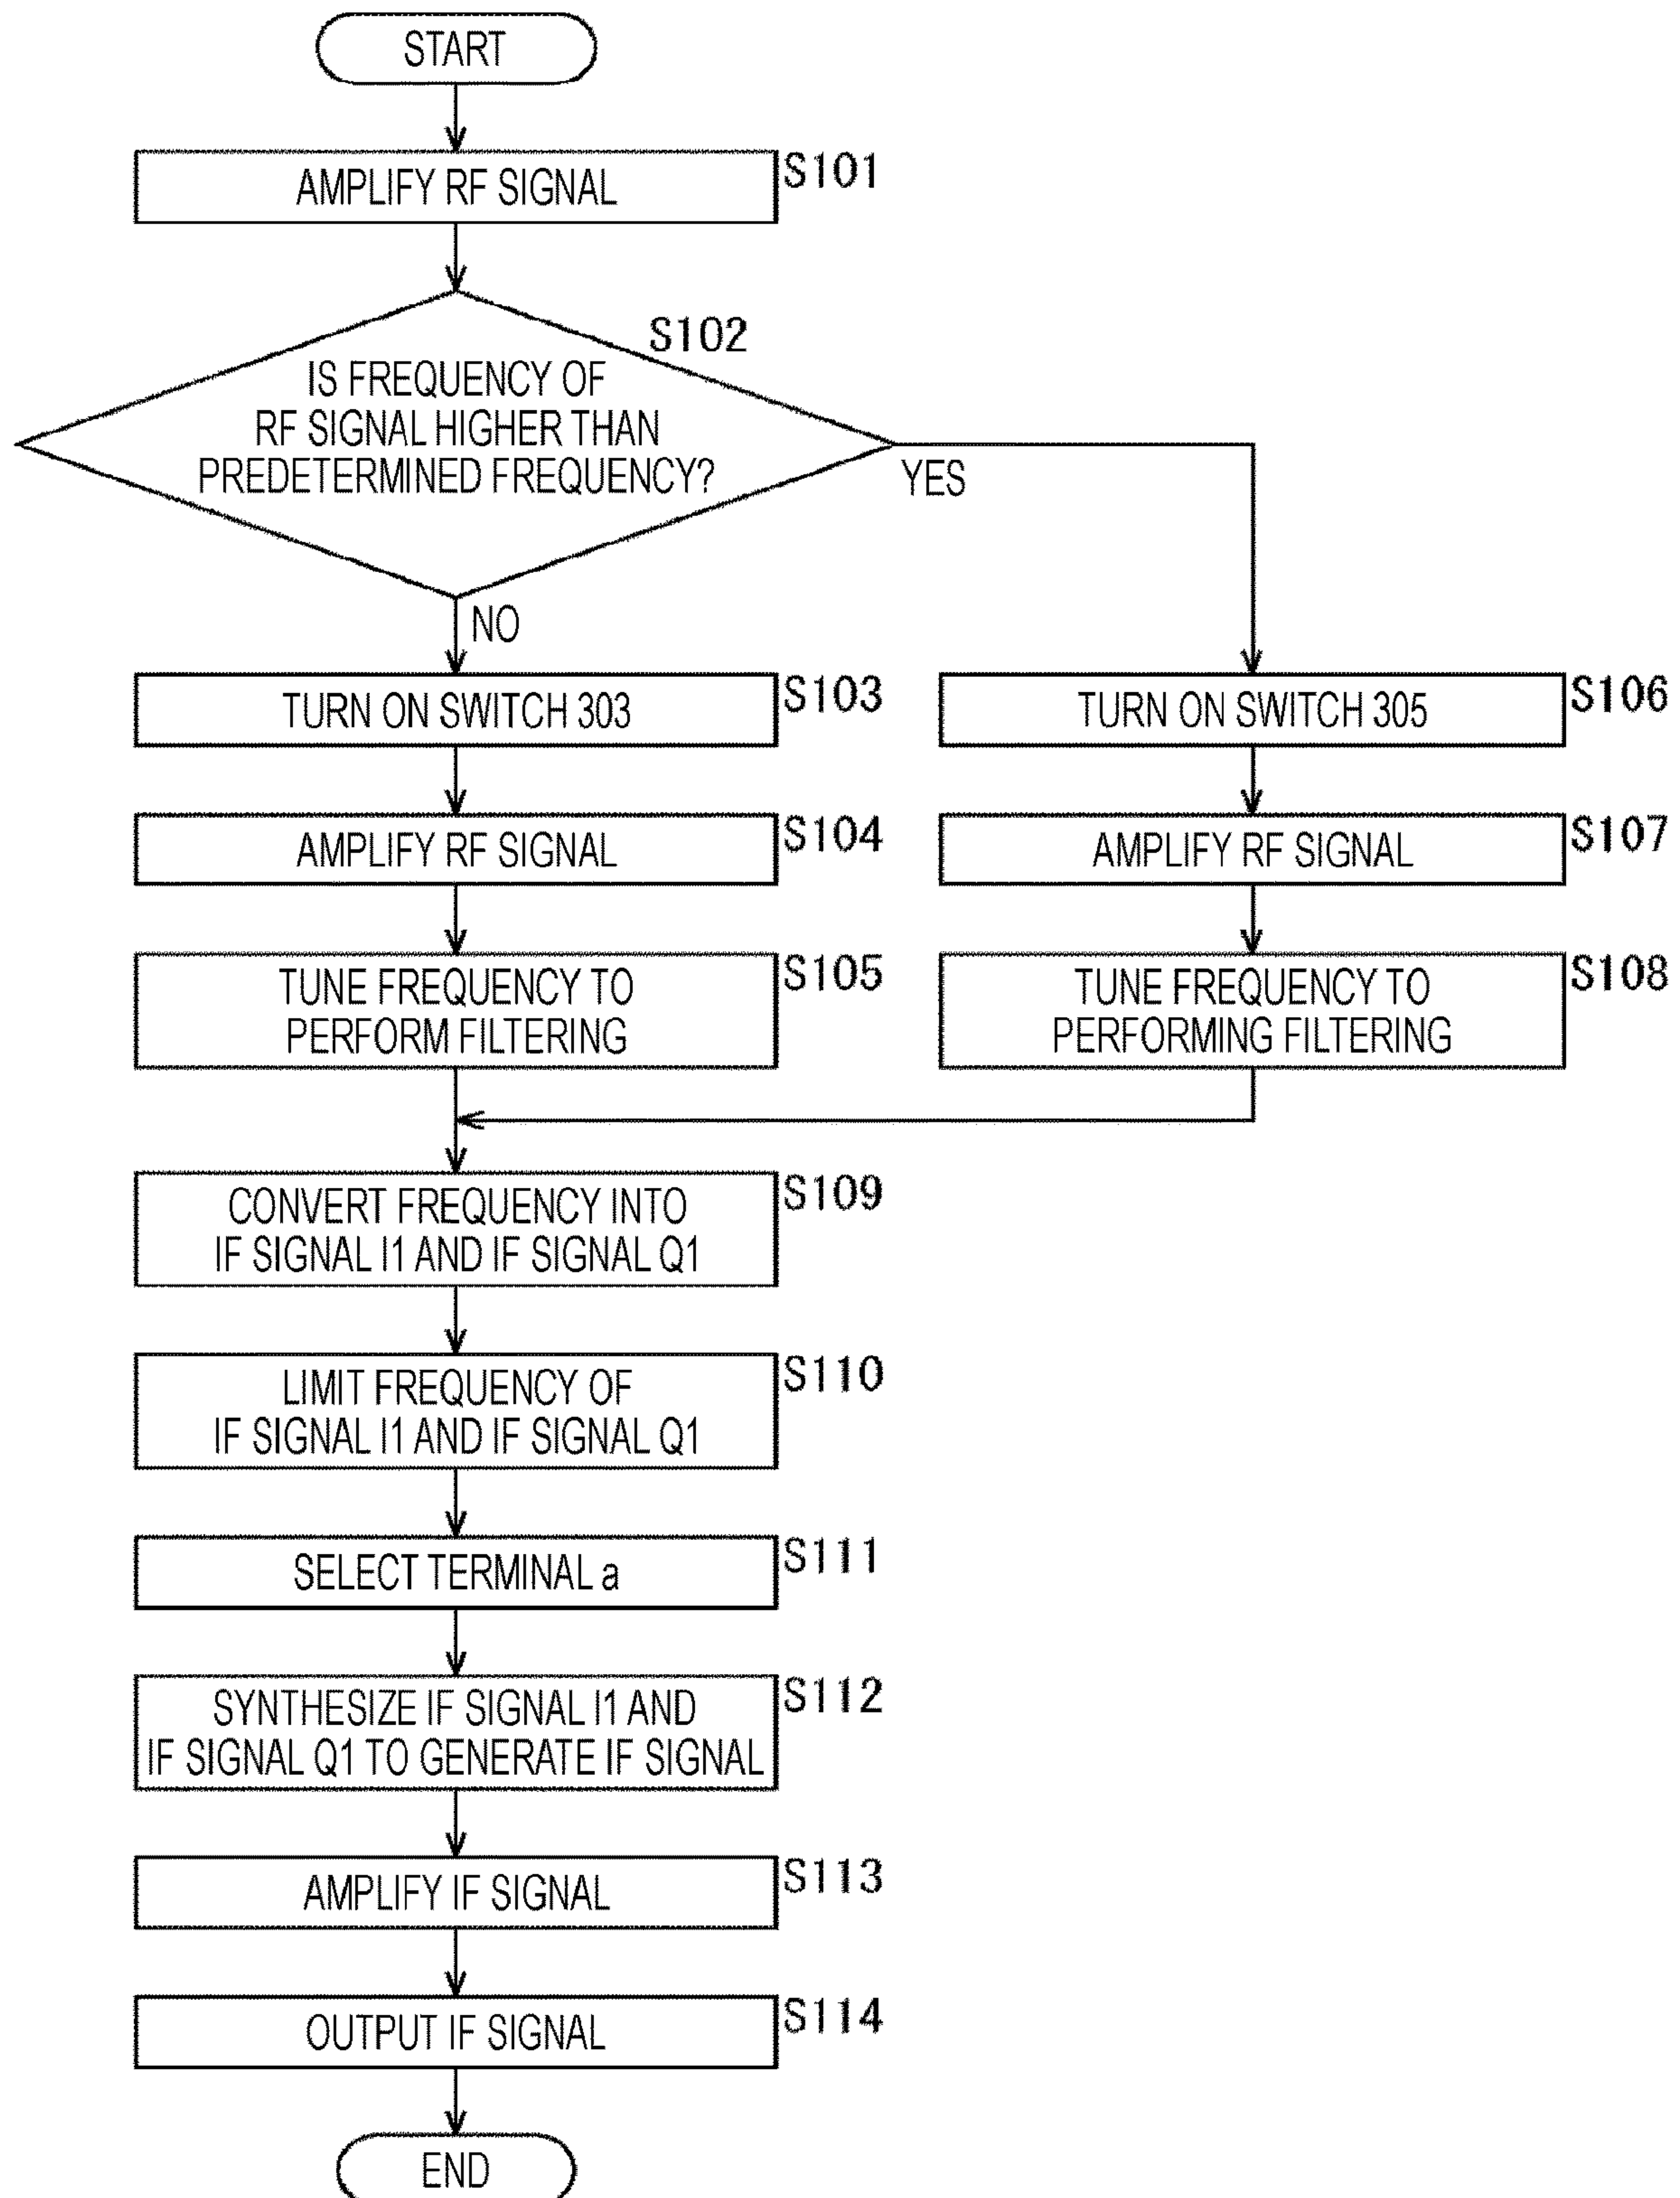 START
AMPLIFY RF SIGNAL
S101
S102
IS FREQUENCY OF
RF SIGNAL HIGHER THAN
PREDETERMINED FREQUENCY?
YES
NO
TURN ON SWITCH 303
S103
AMPLIFY RF SIGNAL
S104
TUNE FREQUENCY TO
PERFORM FILTERING
S105
TURN ON SWITCH 305
S106
AMPLIFY RF SIGNAL
S107
TUNE FREQUENCY TO
PERFORMING FILTERING
S108
CONVERT FREQUENCY INTO
IF SIGNAL I1 AND IF SIGNAL Q1
S109
LIMIT FREQUENCY OF
IF SIGNAL I1 AND IF SIGNAL Q1
S110
SELECT TERMINAL a
S111
SYNTHESIZE IF SIGNAL I1 AND
IF SIGNAL Q1 TO GENERATE IF SIGNAL
S112
AMPLIFY IF SIGNAL
S113
OUTPUT IF SIGNAL
S114
END